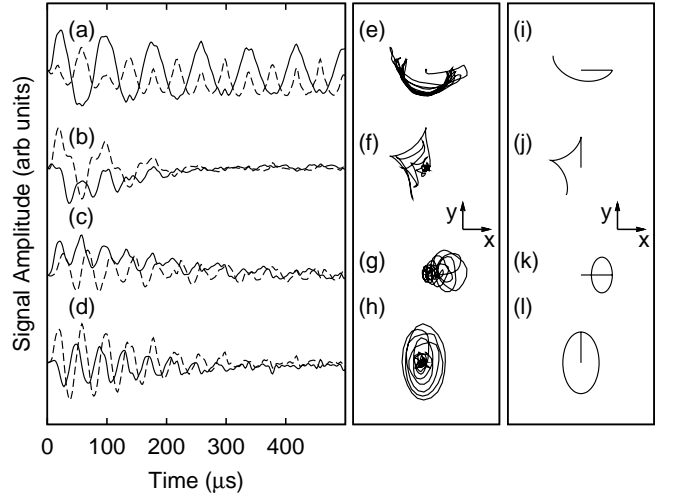 Signal Amplitude (arb units)
(a)
(b)
(c)
(d)
0 100 200 300 400
Time (μs)
(e)
(f)
y
x
(g)
(h)
(i)
(j)
y
x
(k)
(l)